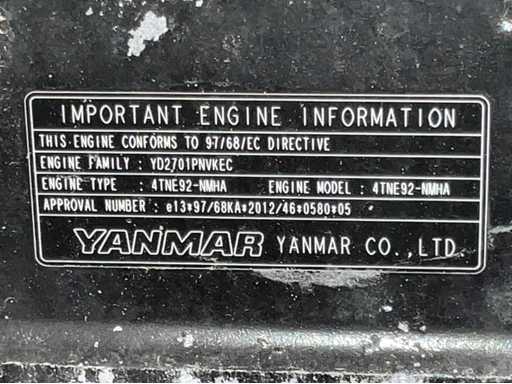 IMPORTANT ENGINE INFORMATION
THIS ENGINE CONFORMS TO 97/68/EC DIRECTIVE
ENGINE FAMILY : YD2701PNVKEC
ENGINE TYPE : 4TNE92-NMHA ENGINE MODEL : 4TNE92-NMHA
APPROVAL NUMBER : e13*97/68KA*2012/46*0580*05
YANMAR YANMAR CO.,LTD.